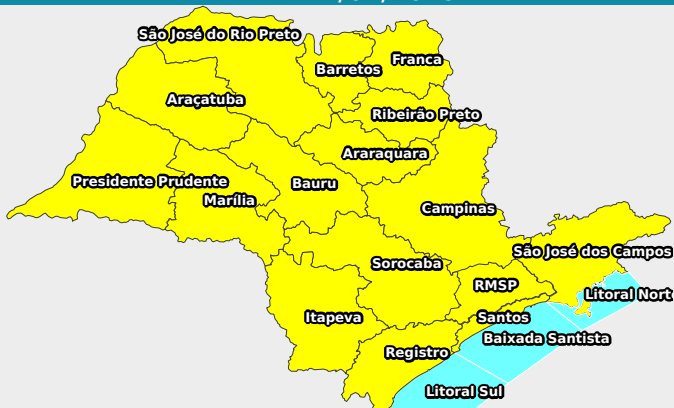 São José do Rio Preto
Franca
Barretos
Araçatuba
Ribeirão Preto
Araraquara
Presidente Prudente
Bauru
Marília
Campinas
São José dos Campos
Sorocaba
RMSP
Litoral Nort
Itapeva
Santos
Baixada Santista
Registro
Litoral Sul